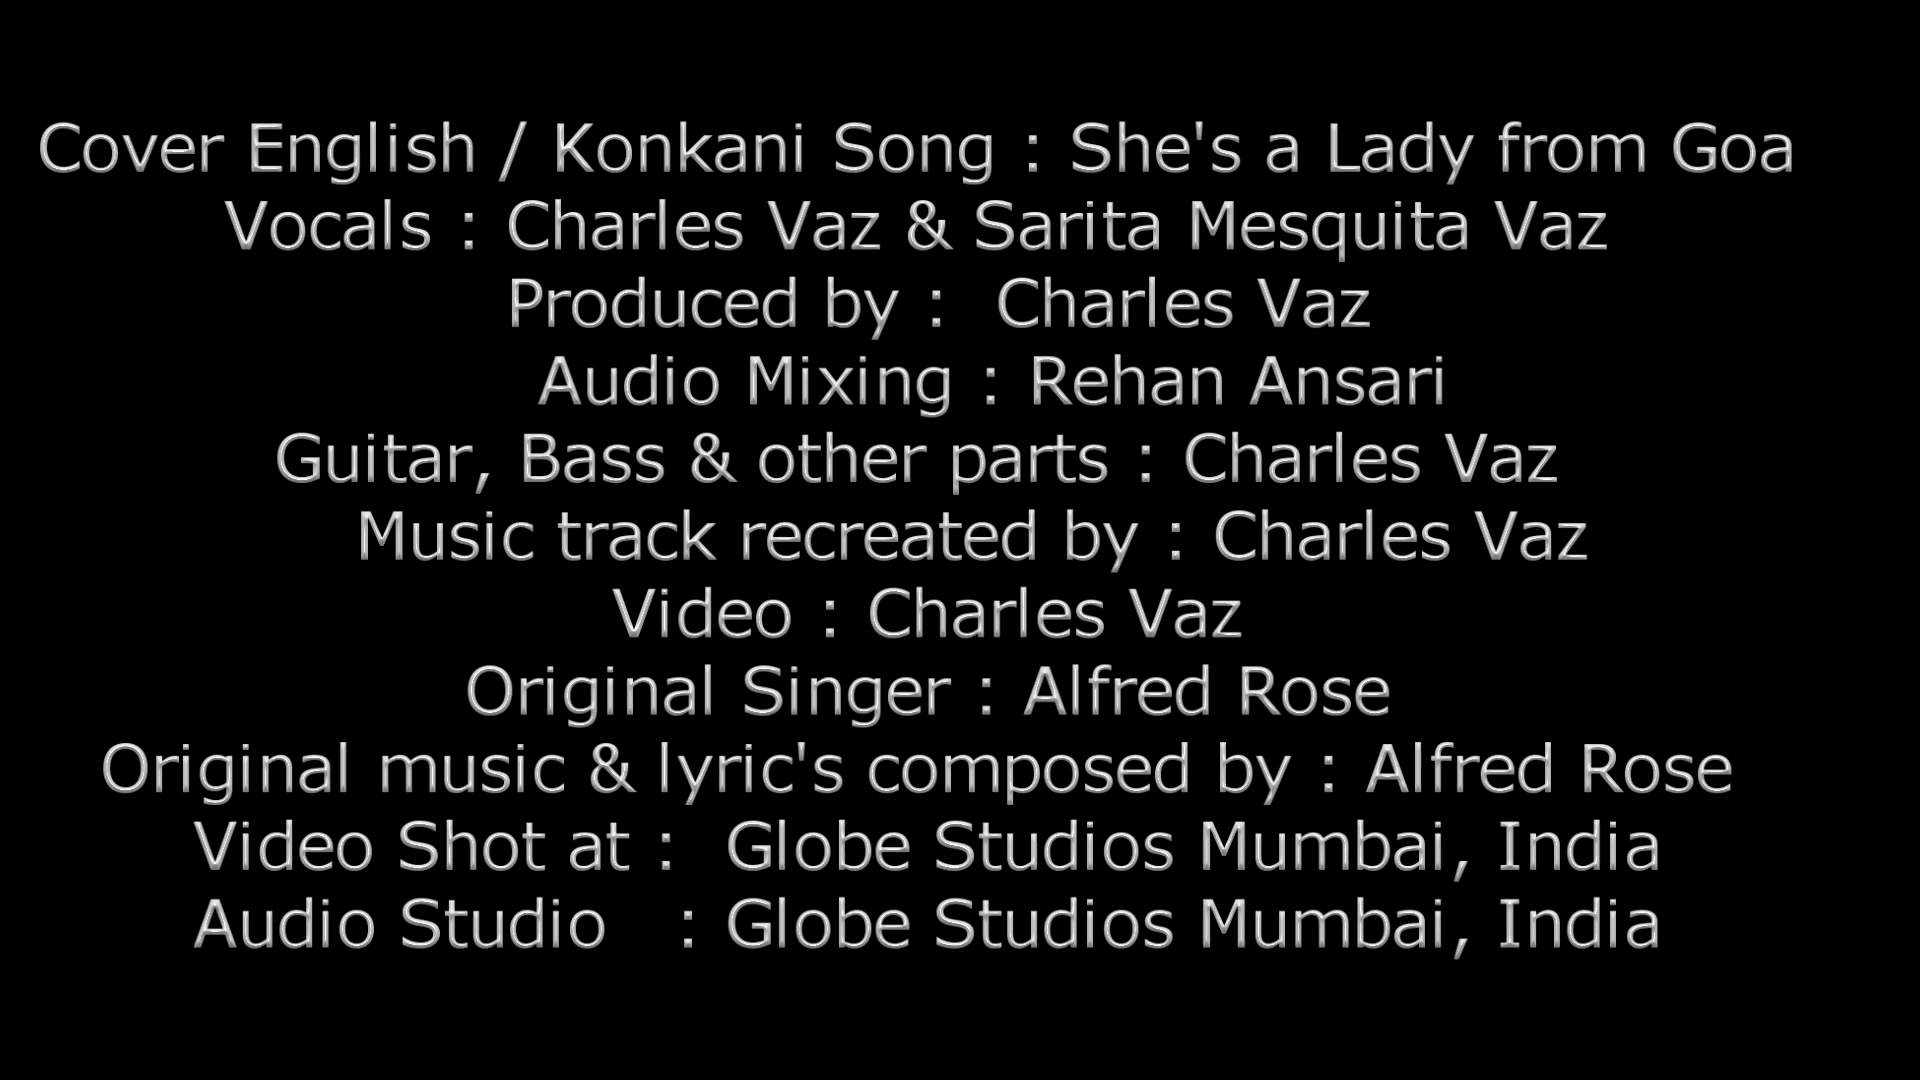 Cover English / Konkani Song : She's a Lady from Goa
Vocals : Charles Vaz & Sarita Mesquita Vaz
Produced by :  Charles Vaz
Audio Mixing : Rehan Ansari
Guitar, Bass & other parts : Charles Vaz
Music track recreated by : Charles Vaz
Video : Charles Vaz
Original Singer : Alfred Rose
Original music & lyric's composed by : Alfred Rose
Video Shot at :  Globe Studios Mumbai, India
Audio Studio   : Globe Studios Mumbai, India